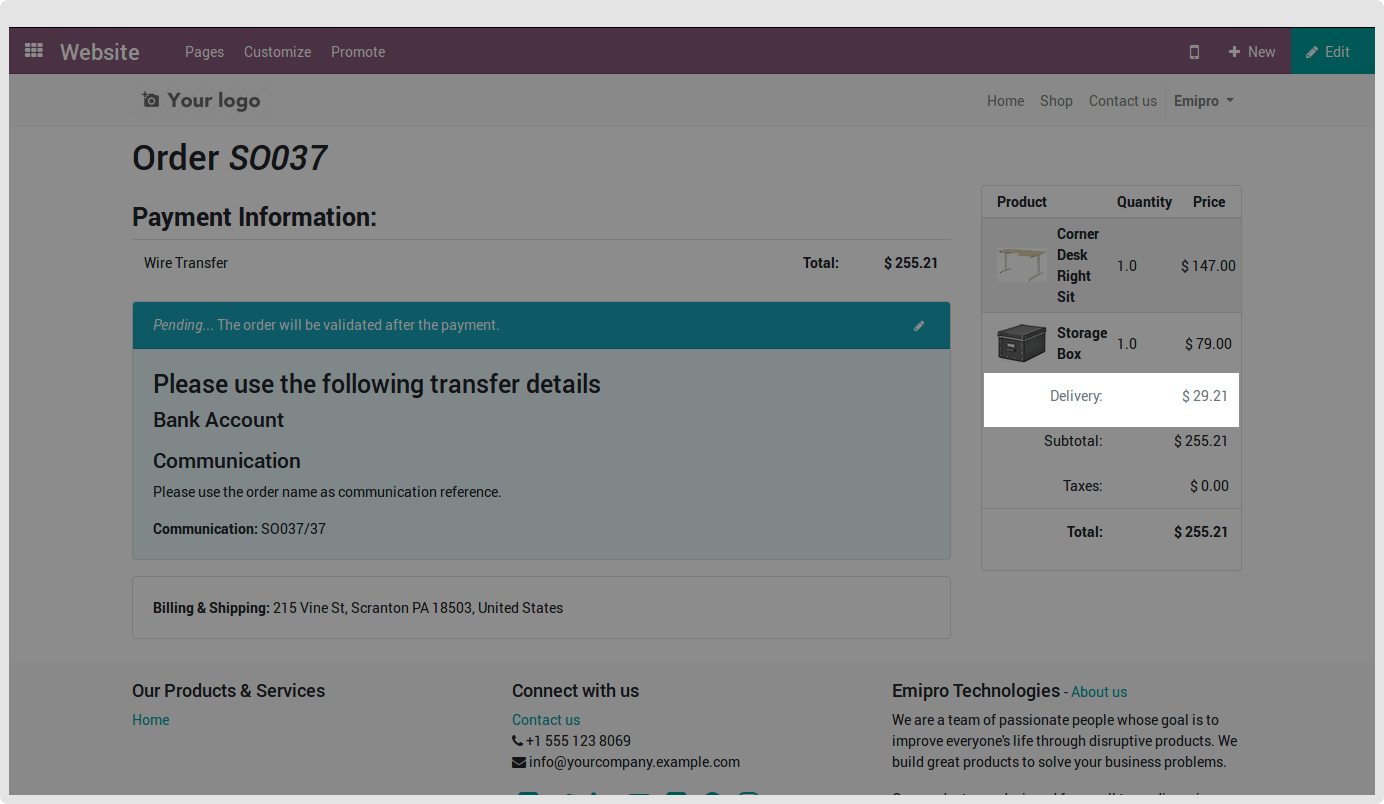 Website Pages Customize Promote New Edit
Your logo Home Shop Contact us Emipro
Order SO037
Payment Information:
Wire Transfer Total: $ 255.21
Pending... The order will be validated after the payment.
Please use the following transfer details
Bank Account
Communication
Please use the order name as communication reference.
Communication: SO037/37
Billing & Shipping: 215 Vine St, Scranton PA 18503, United States
Product Quantity Price
Corner
Desk
Right
Sit
1.0 $ 147.00
Storage
Box
1.0 $ 79.00
Delivery: $ 29.21
Subtotal: $ 255.21
Taxes: $ 0.00
Total: $ 255.21
Our Products & Services
Home
Connect with us
Contact us
+1 555 123 8069
info@yourcompany.example.com
Emipro Technologies - About us
We are a team of passionate people whose goal is to
improve everyone's life through disruptive products. We
build great products to solve your business problems.